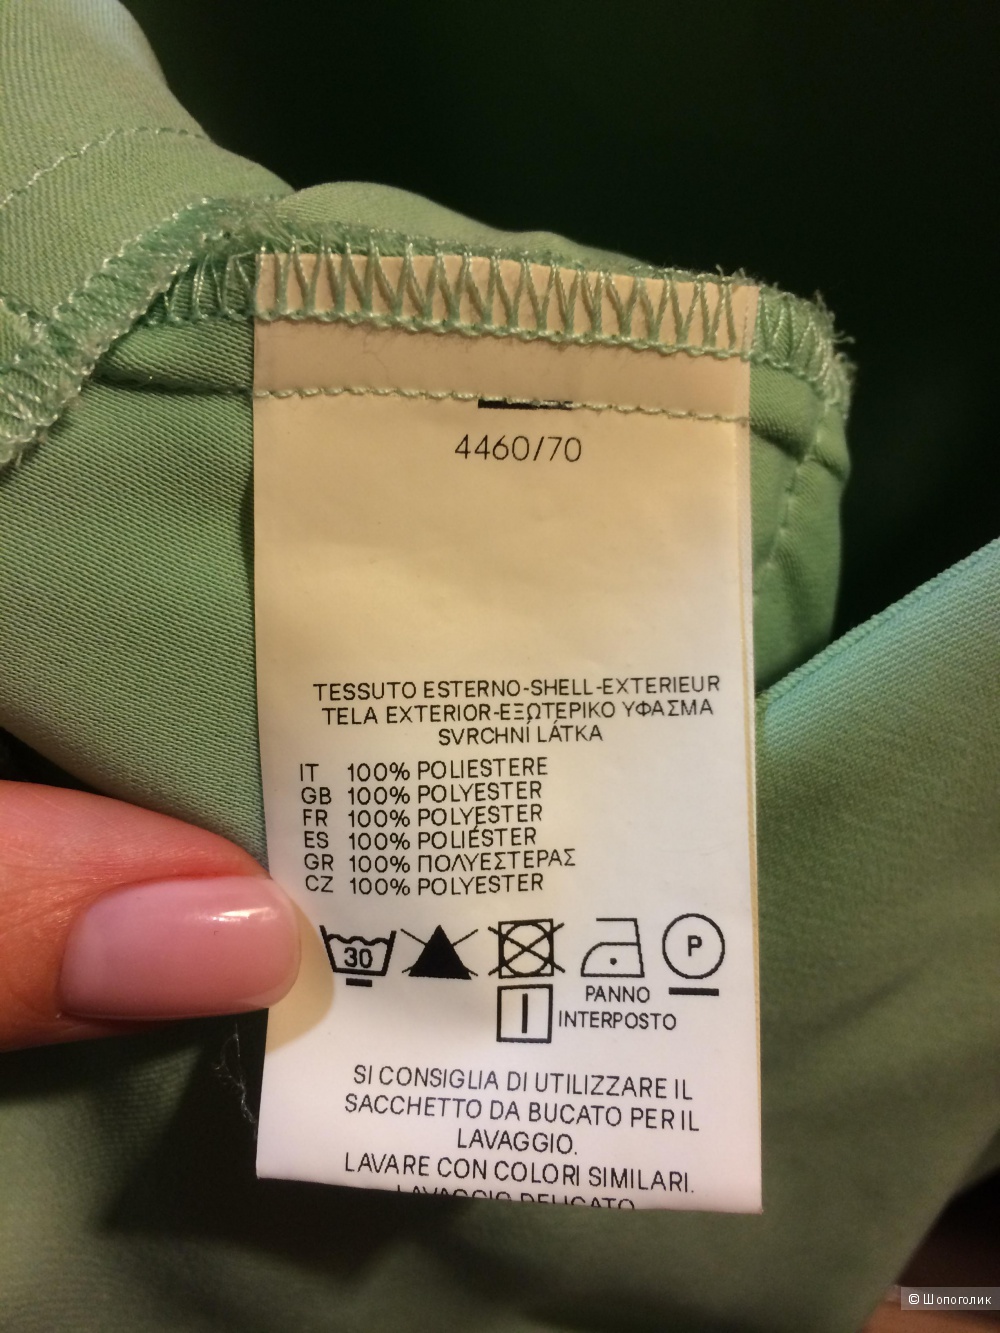 4460/70
TESSUTO ESTERNO-SHELL-EXTERIEUR
TELA EXTERIOR-ΕΞΩΤΕΡΙΚΟ ΥΦΑΣΜΑ
SVRCHNÍ LÁTKA
IT 100% POLIESTERE
GB 100% POLYESTER
FR 100% POLYESTER
ES 100% POLIÉSTER
GR 100% ΠΟΛΥΕΣΤΕΡΑΣ
CZ 100% POLYESTER
30 P
PANNO
INTERPOSTO
SI CONSIGLIA DI UTILIZZARE IL
SACCHETTO DA BUCATO PER IL
LAVAGGIO.
LAVARE CON COLORI SIMILARI.
LAVAGGIO DELICATO
© Шопоголик